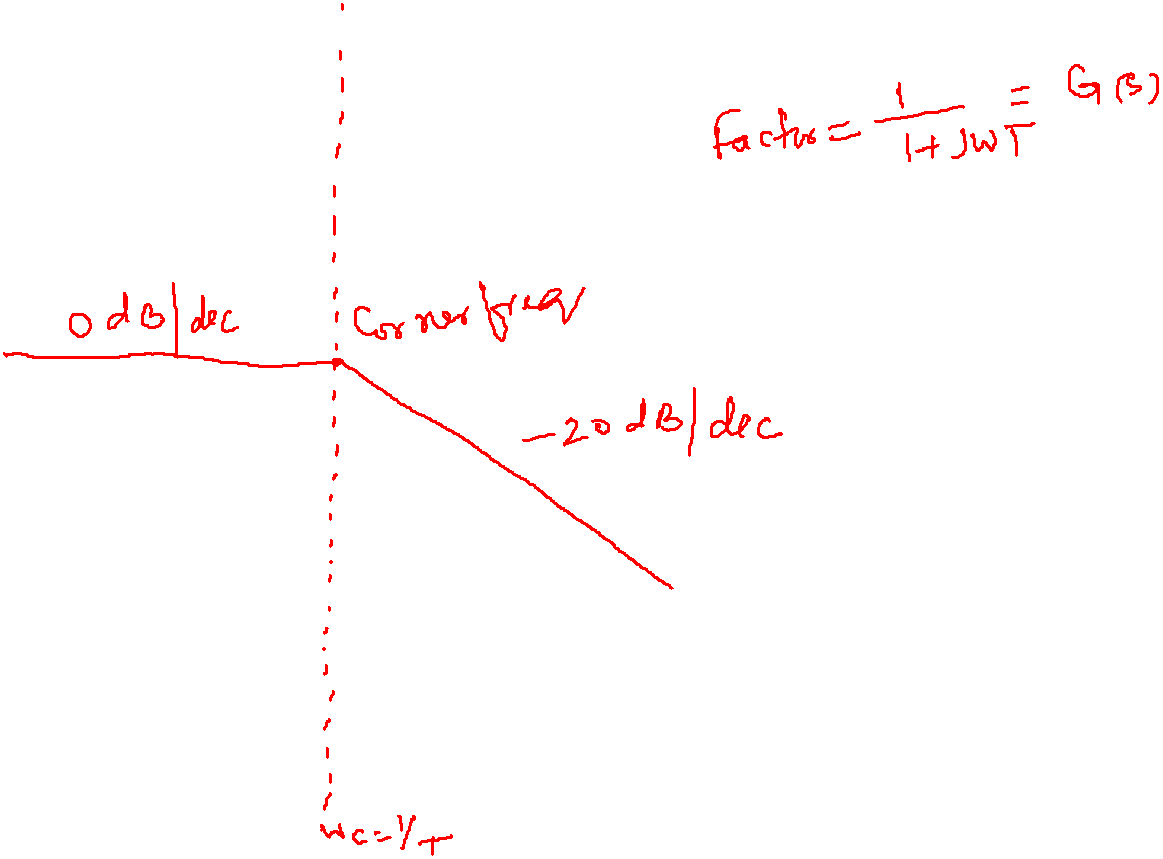 Factor = 1 / (1 + JWT) = G(s)
0 dB/dec
Corner freq
-20 dB/dec
wc = 1/T